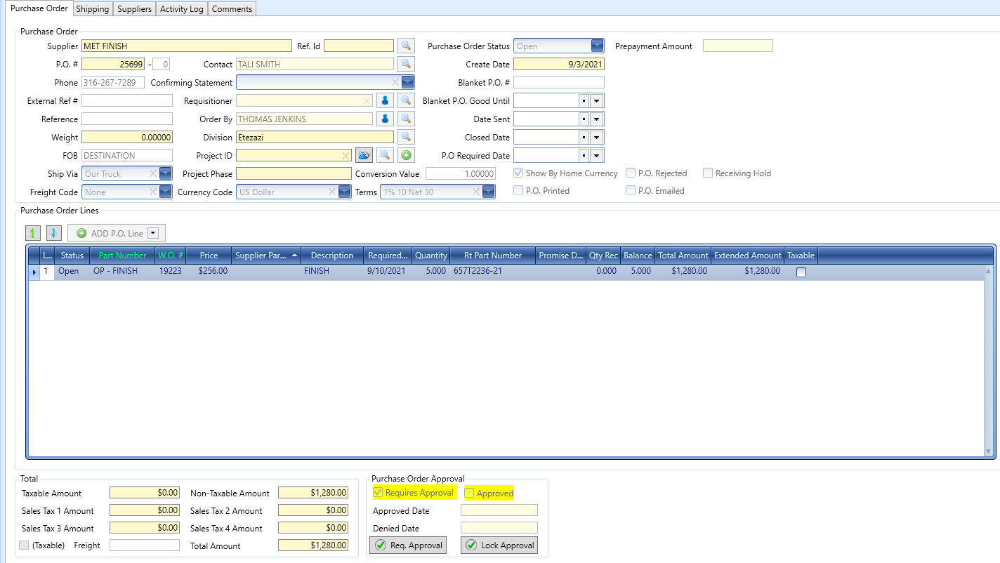 Purchase Order Shipping Suppliers Activity Log Comments
Purchase Order
Supplier MET FINISH Ref. Id Purchase Order Status Open Prepayment Amount
P.O. # 25699 - 0 Contact TALI SMITH Create Date 9/3/2021
Phone 316-267-7289 Confirming Statement Blanket P.O. #
External Ref # Requisitioner Blanket P.O. Good Until
Reference Order By THOMAS JENKINS Date Sent
Weight 0.00000 Division Etezazi Closed Date
FOB DESTINATION Project ID P.O Required Date
Ship Via Our Truck Project Phase Conversion Value 1.00000 Show By Home Currency P.O. Rejected Receiving Hold
Freight Code None Currency Code US Dollar Terms 1% 10 Net 30 P.O. Printed P.O. Emailed
Purchase Order Lines
ADD P.O. Line
L... Status Part Number W.O. # Price Supplier Par... Description Required... Quantity Rt Part Number Promise D... Qty Rec Balance Total Amount Extended Amount Taxable
1 Open OP - FINISH 19223 $256.00 FINISH 9/10/2021 5.000 657T2236-21 0.000 5.000 $1,280.00 $1,280.00
Total Purchase Order Approval
Taxable Amount $0.00 Non-Taxable Amount $1,280.00 Requires Approval Approved
Sales Tax 1 Amount $0.00 Sales Tax 2 Amount $0.00 Approved Date
Sales Tax 3 Amount $0.00 Sales Tax 4 Amount $0.00 Denied Date
(Taxable) Freight Total Amount $1,280.00 Req. Approval Lock Approval